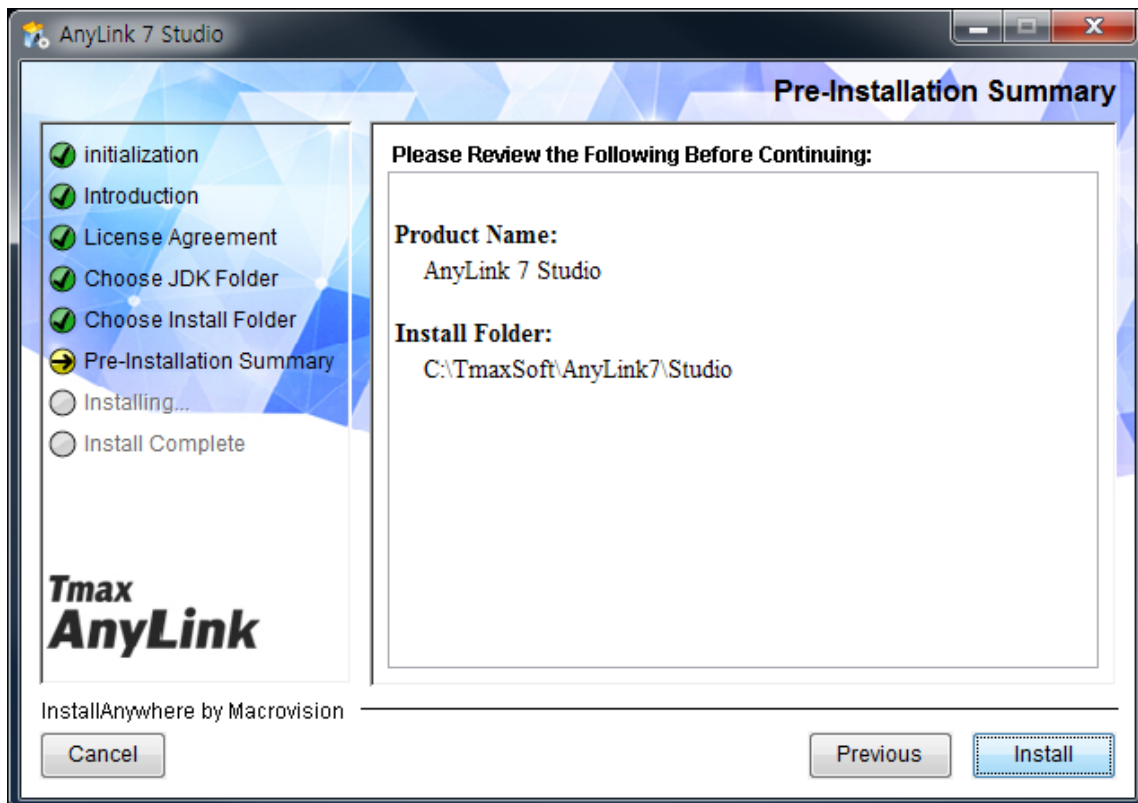 AnyLink 7 Studio
Pre-Installation Summary
initialization
Introduction
License Agreement
Choose JDK Folder
Choose Install Folder
Pre-Installation Summary
Installing...
Install Complete
Tmax
AnyLink
Please Review the Following Before Continuing:
Product Name:
AnyLink 7 Studio
Install Folder:
C:\TmaxSoft\AnyLink7\Studio
InstallAnywhere by Macrovision
Cancel
Previous
Install